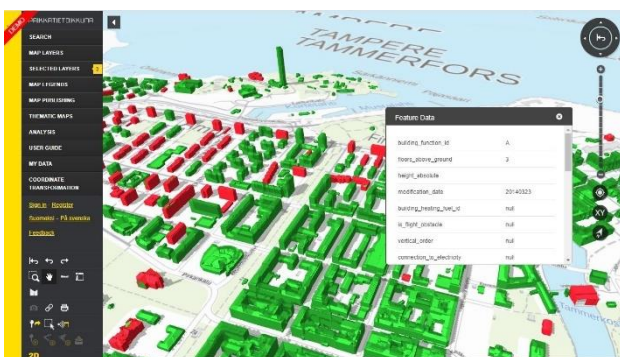 DEMO
PAIKKATIETOIKKUNA
SEARCH
MAP LAYERS
SELECTED LAYERS
MAP LEGENDS
MAP PUBLISHING
THEMATIC MAPS
ANALYSIS
USER GUIDE
MY DATA
COORDINATE
TRANSFORMATION
Sign in Register
Suomeksi - På svenska
Feedback
2D
TAMPERE
TAMMERFORS
Feature Data
building_function_id A
floors_above_ground 3
height_absolute
modification_date 20140323
building_heating_fuel_id null
is_flight_obstacle null
vertical_order null
connection_to_electricity null
XY